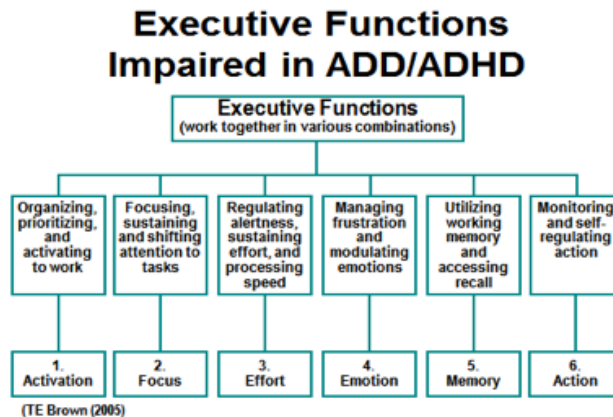 Executive Functions
Impaired in ADD/ADHD
Executive Functions
(work together in various combinations)
Organizing,
prioritizing,
and
activating
to work
Focusing,
sustaining
and shifting
attention to
tasks
Regulating
alertness,
sustaining
effort, and
processing
speed
Managing
frustration
and
modulating
emotions
Utilizing
working
memory
and
accessing
recall
Monitoring
and self-
regulating
action
1.
Activation
2.
Focus
3.
Effort
4.
Emotion
5.
Memory
6.
Action
(TE Brown (2005)